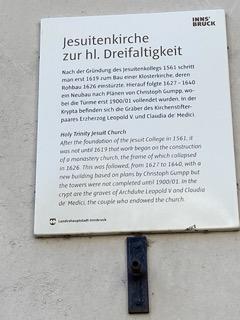 INNS'
BRUCK
Jesuitenkirche
zur hl. Dreifaltigkeit
Nach der Gründung des Jesuitenkollegs 1561 schritt
man erst 1619 zum Bau einer Klosterkirche, deren
Rohbau 1626 einstürzte. Hierauf folgte 1627 – 1640
ein Neubau nach Plänen von Christoph Gumpp, wo-
bei die Türme erst 1900/01 vollendet wurden. In der
Krypta befinden sich die Gräber des Kirchenstifter-
paares Erzherzog Leopold V. und Claudia de' Medici.
Holy Trinity Jesuit Church
After the foundation of the Jesuit College in 1561, it
was not until 1619 that work began on the construction
of a monastery church, the frame of which collapsed
in 1626. This was followed, from 1627 to 1640, with a
new building based on plans by Christoph Gumpp but
the towers were not completed until 1900/01. In the
crypt are the graves of Archduke Leopold V and Claudia
de' Medici, the couple who endowed the church.
Landeshauptstadt Innsbruck